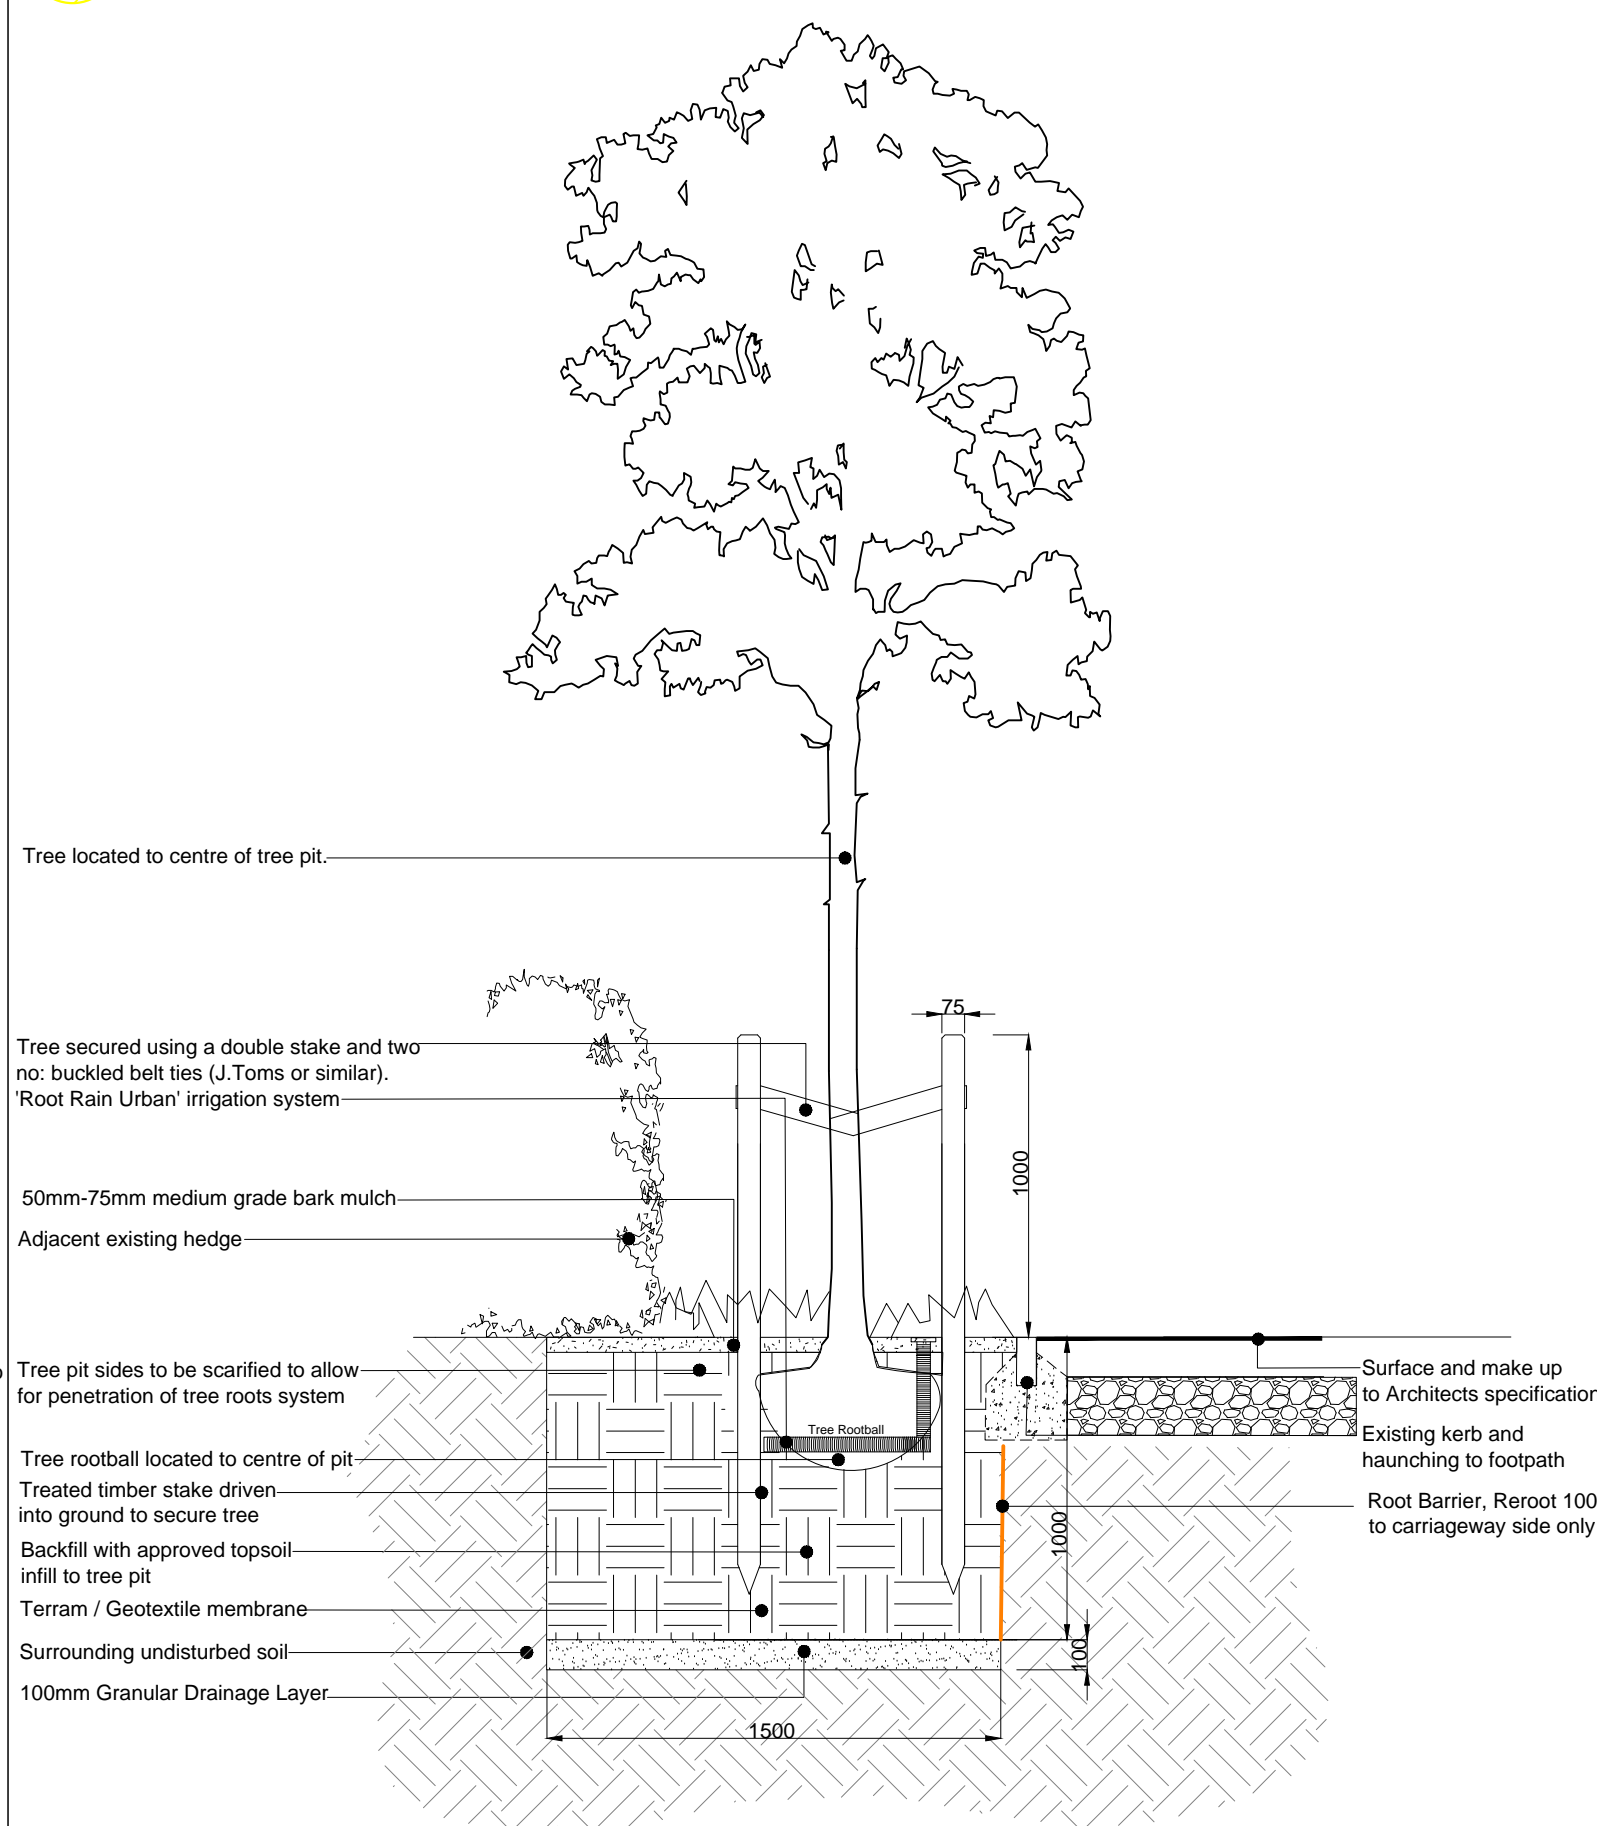 Tree located to centre of tree pit.
75
Tree secured using a double stake and two
no: buckled belt ties (J.Toms or similar).
'Root Rain Urban' irrigation system
1000
50mm-75mm medium grade bark mulch
Adjacent existing hedge
Tree pit sides to be scarified to allow
for penetration of tree roots system
Surface and make up
to Architects specification
Tree Rootball
Existing kerb and
haunching to footpath
Tree rootball located to centre of pit
Treated timber stake driven
into ground to secure tree
Root Barrier, Reroot 100
to carriageway side only
1000
Backfill with approved topsoil
infill to tree pit
Terram / Geotextile membrane
Surrounding undisturbed soil
100
100mm Granular Drainage Layer
1500